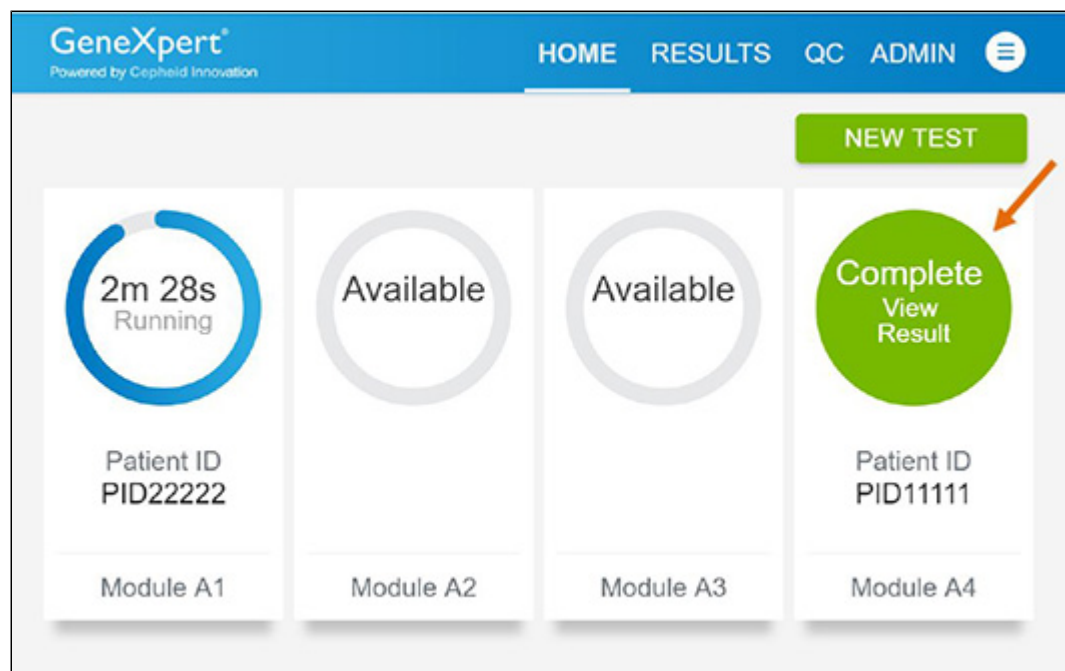 GeneXpert®
Powered by Cepheid Innovation
HOME RESULTS QC ADMIN
NEW TEST
2m 28s
Running
Patient ID
PID22222
Module A1
Available
Module A2
Available
Module A3
Complete
View
Result
Patient ID
PID11111
Module A4